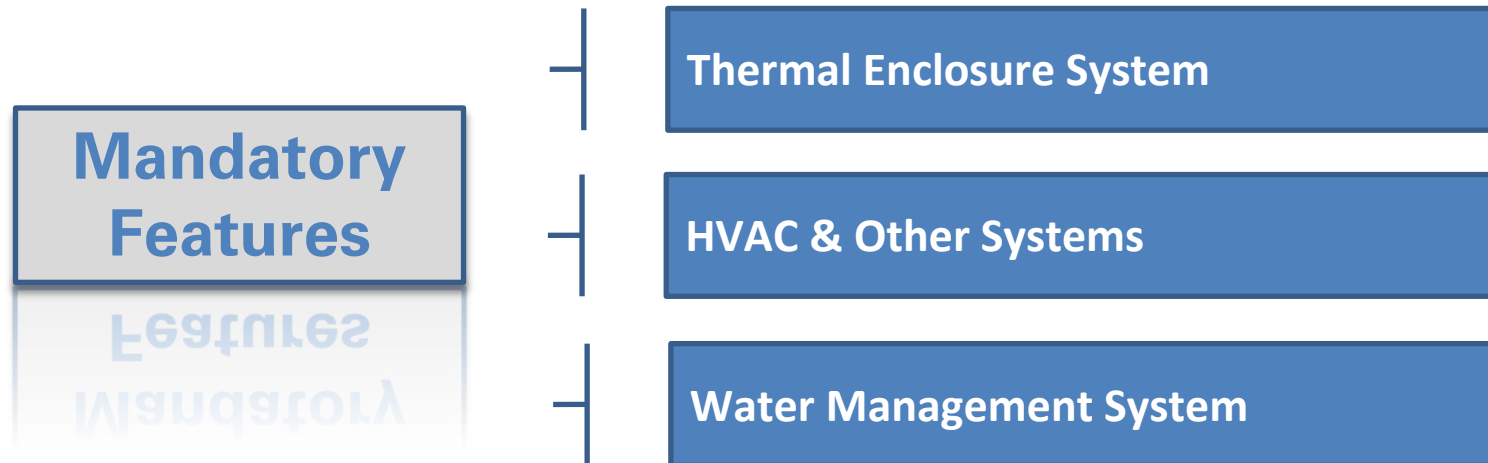 Mandatory
Features
Thermal Enclosure System
HVAC & Other Systems
Water Management System